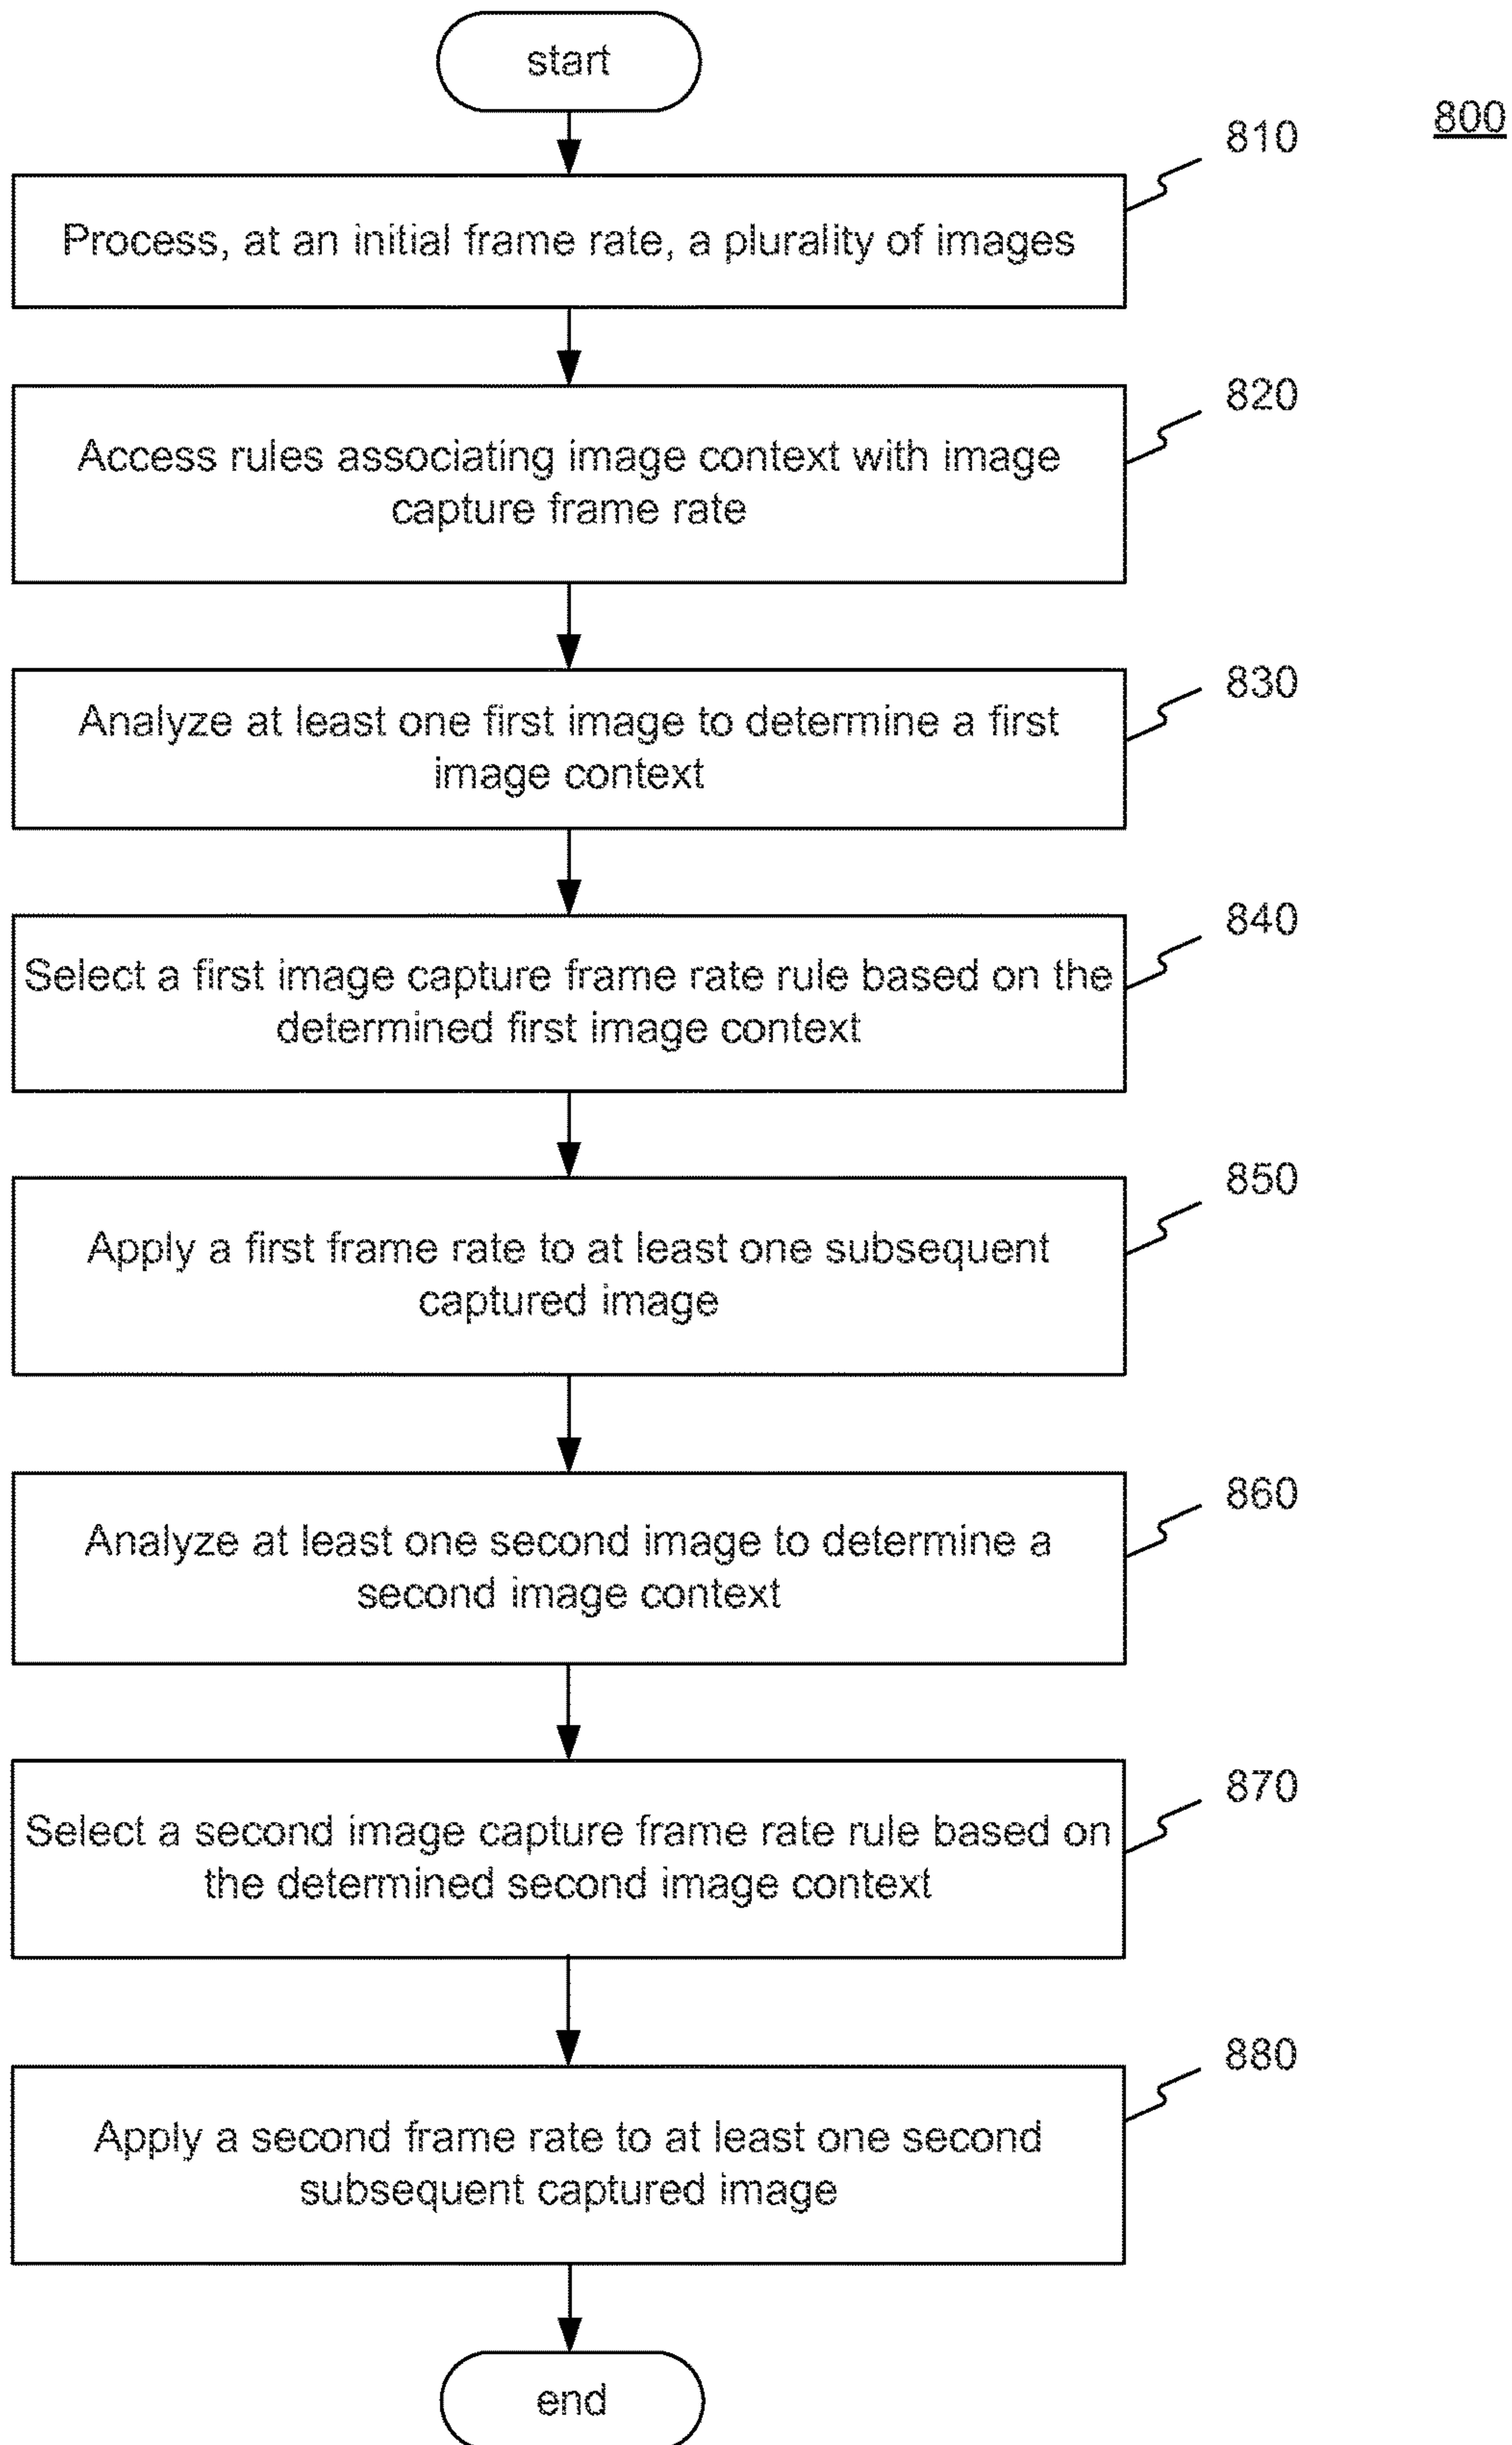 start
800
810
Process, at an initial frame rate, a plurality of images
820
Access rules associating image context with image
capture frame rate
830
Analyze at least one first image to determine a first
image context
840
Select a first image capture frame rate rule based on the
determined first image context
850
Apply a first frame rate to at least one subsequent
captured image
860
Analyze at least one second image to determine a
second image context
870
Select a second image capture frame rate rule based on
the determined second image context
880
Apply a second frame rate to at least one second
subsequent captured image
end